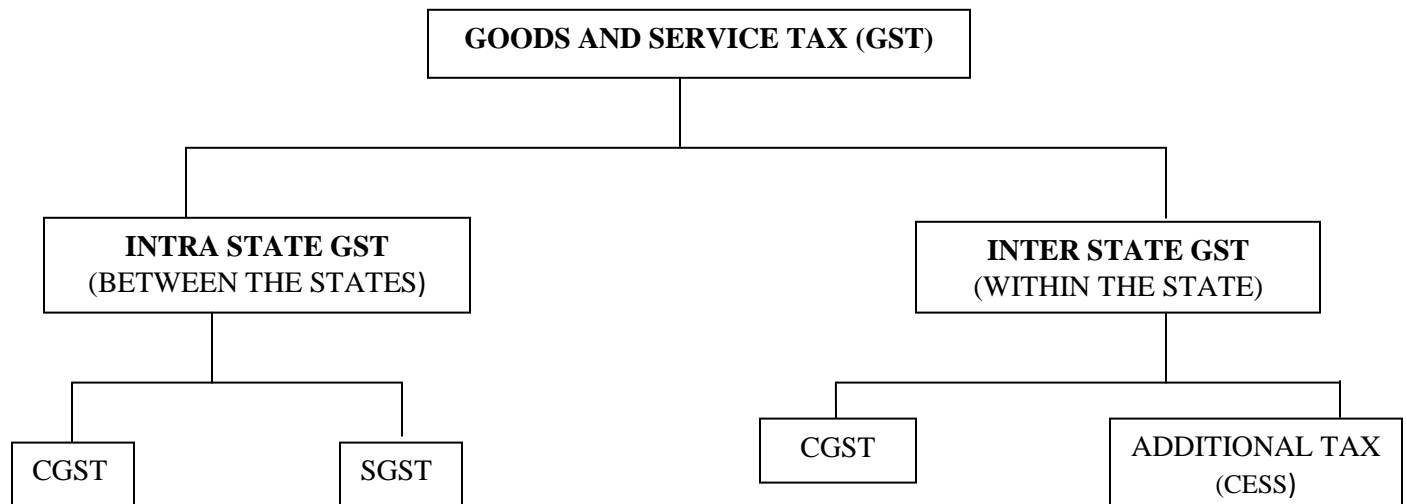 GOODS AND SERVICE TAX (GST)
INTRA STATE GST
(BETWEEN THE STATES)
INTER STATE GST
(WITHIN THE STATE)
CGST
SGST
CGST
ADDITIONAL TAX
(CESS)